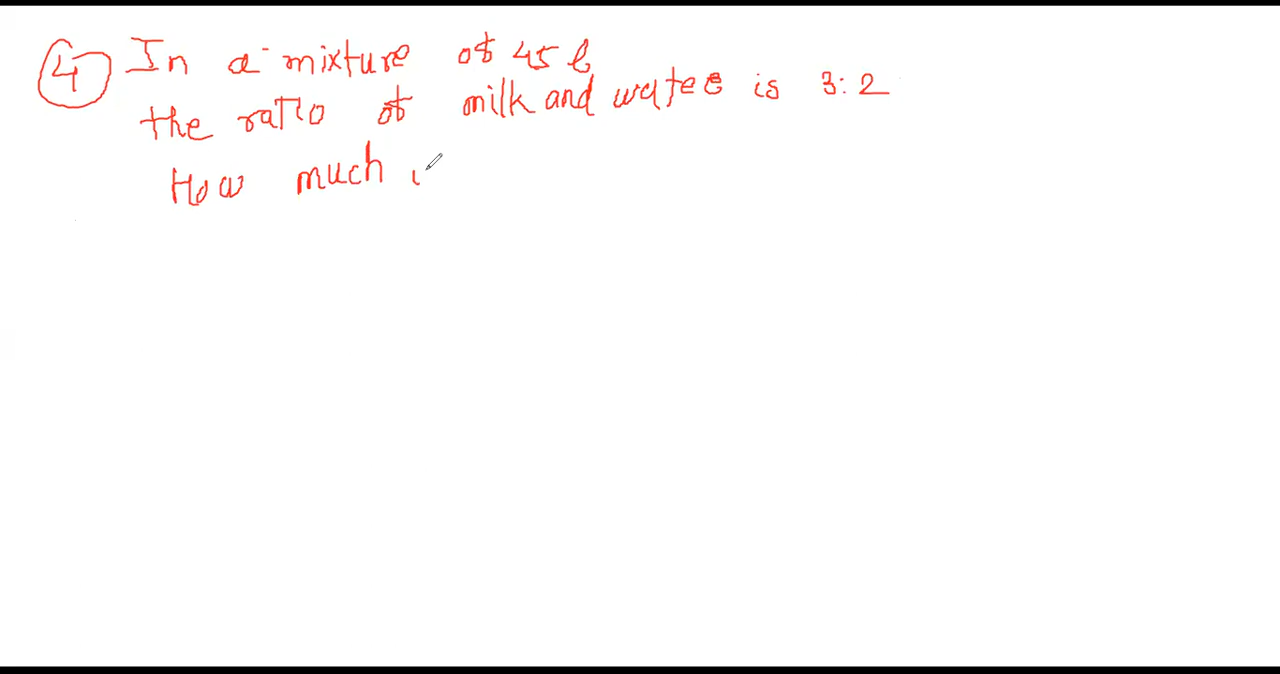 4 In a mixture of 45 l
the ratio of milk and water is 3:2
How much